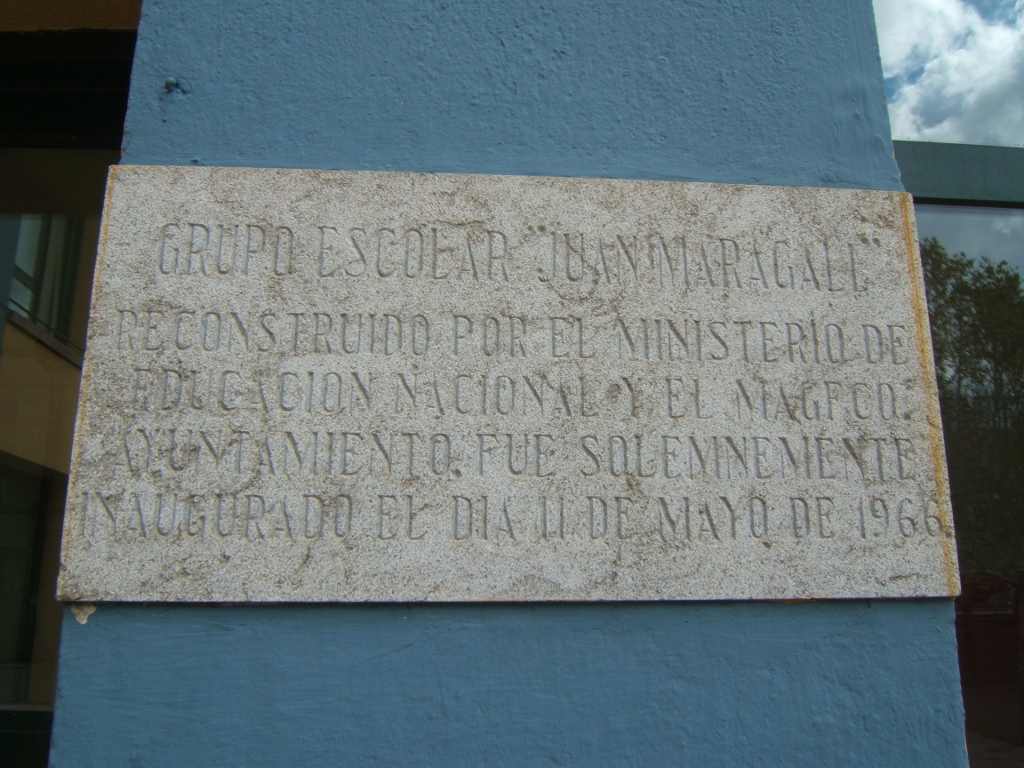 GRUPO ESCOLAR "JUAN MARAGALL"
RECONSTRUIDO POR EL MINISTERIO DE
EDUCACION NACIONAL Y EL MAGFCO.
AYUNTAMIENTO. FUE SOLEMNEMENTE
INAUGURADO EL DIA 11 DE MAYO DE 1966